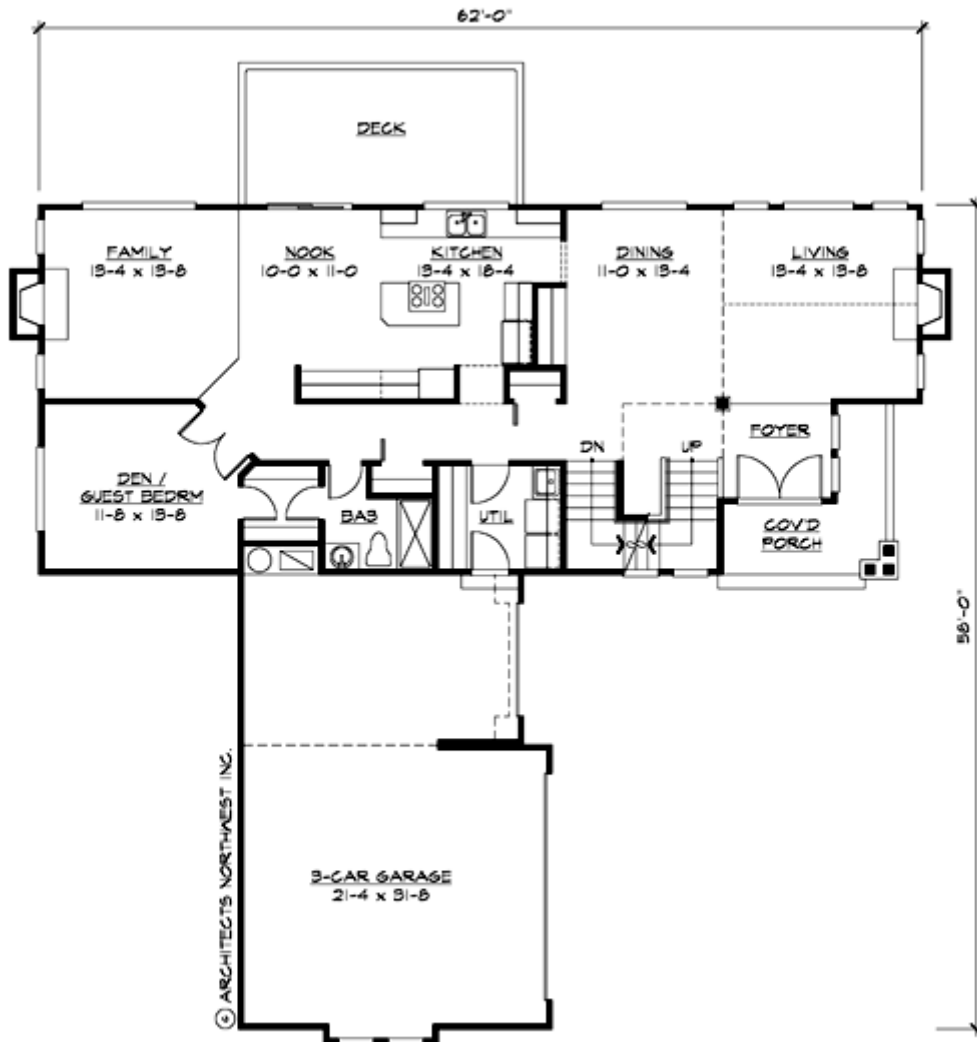 62'-0"
DECK
FAMILY
13-4 x 13-8
NOOK
10-0 x 11-0
KITCHEN
13-4 x 18-4
DINING
11-0 x 13-4
LIVING
13-4 x 13-8
DEN /
GUEST BEDRM
11-8 x 13-8
BA3
UTIL
DN
UP
FOYER
COV'D
PORCH
58'-0"
3-CAR GARAGE
21-4 x 31-8
© ARCHITECTS NORTHWEST INC.